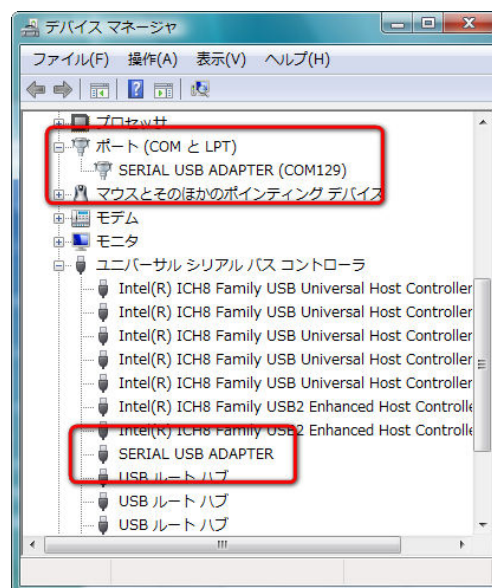 デバイス マネージャ
ファイル(F) 操作(A) 表示(V) ヘルプ(H)
プロセッサ
ポート (COM と LPT)
SERIAL USB ADAPTER (COM129)
マウスとそのほかのポインティング デバイス
モデム
モニタ
ユニバーサル シリアル バス コントローラ
Intel(R) ICH8 Family USB Universal Host Controller
Intel(R) ICH8 Family USB Universal Host Controller
Intel(R) ICH8 Family USB Universal Host Controller
Intel(R) ICH8 Family USB Universal Host Controller
Intel(R) ICH8 Family USB Universal Host Controller
Intel(R) ICH8 Family USB2 Enhanced Host Controlle
Intel(R) ICH8 Family USB2 Enhanced Host Controlle
SERIAL USB ADAPTER
USB ルート ハブ
USB ルート ハブ
USB ルート ハブ